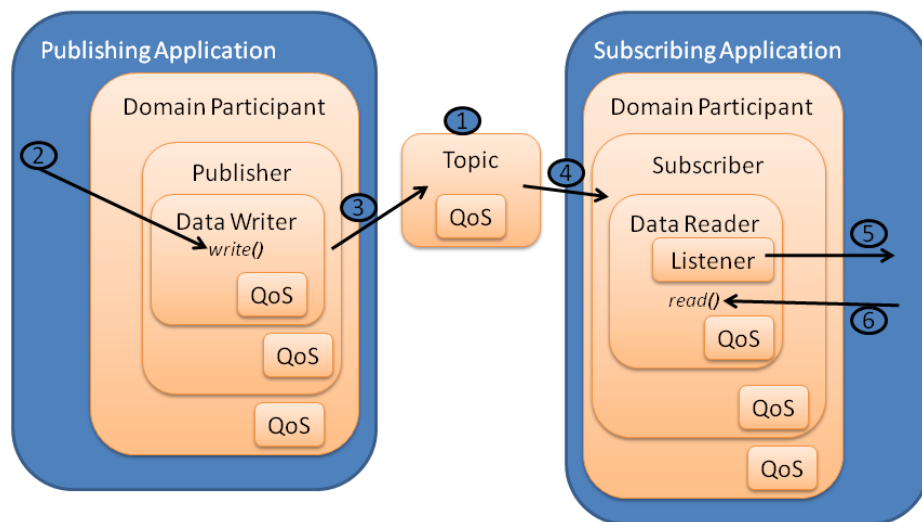 Publishing Application
Domain Participant
2
Publisher
Data Writer
write()
QoS
QoS
QoS
3
1
Topic
QoS
4
Subscribing Application
Domain Participant
Subscriber
Data Reader
Listener
5
read()
6
QoS
QoS
QoS